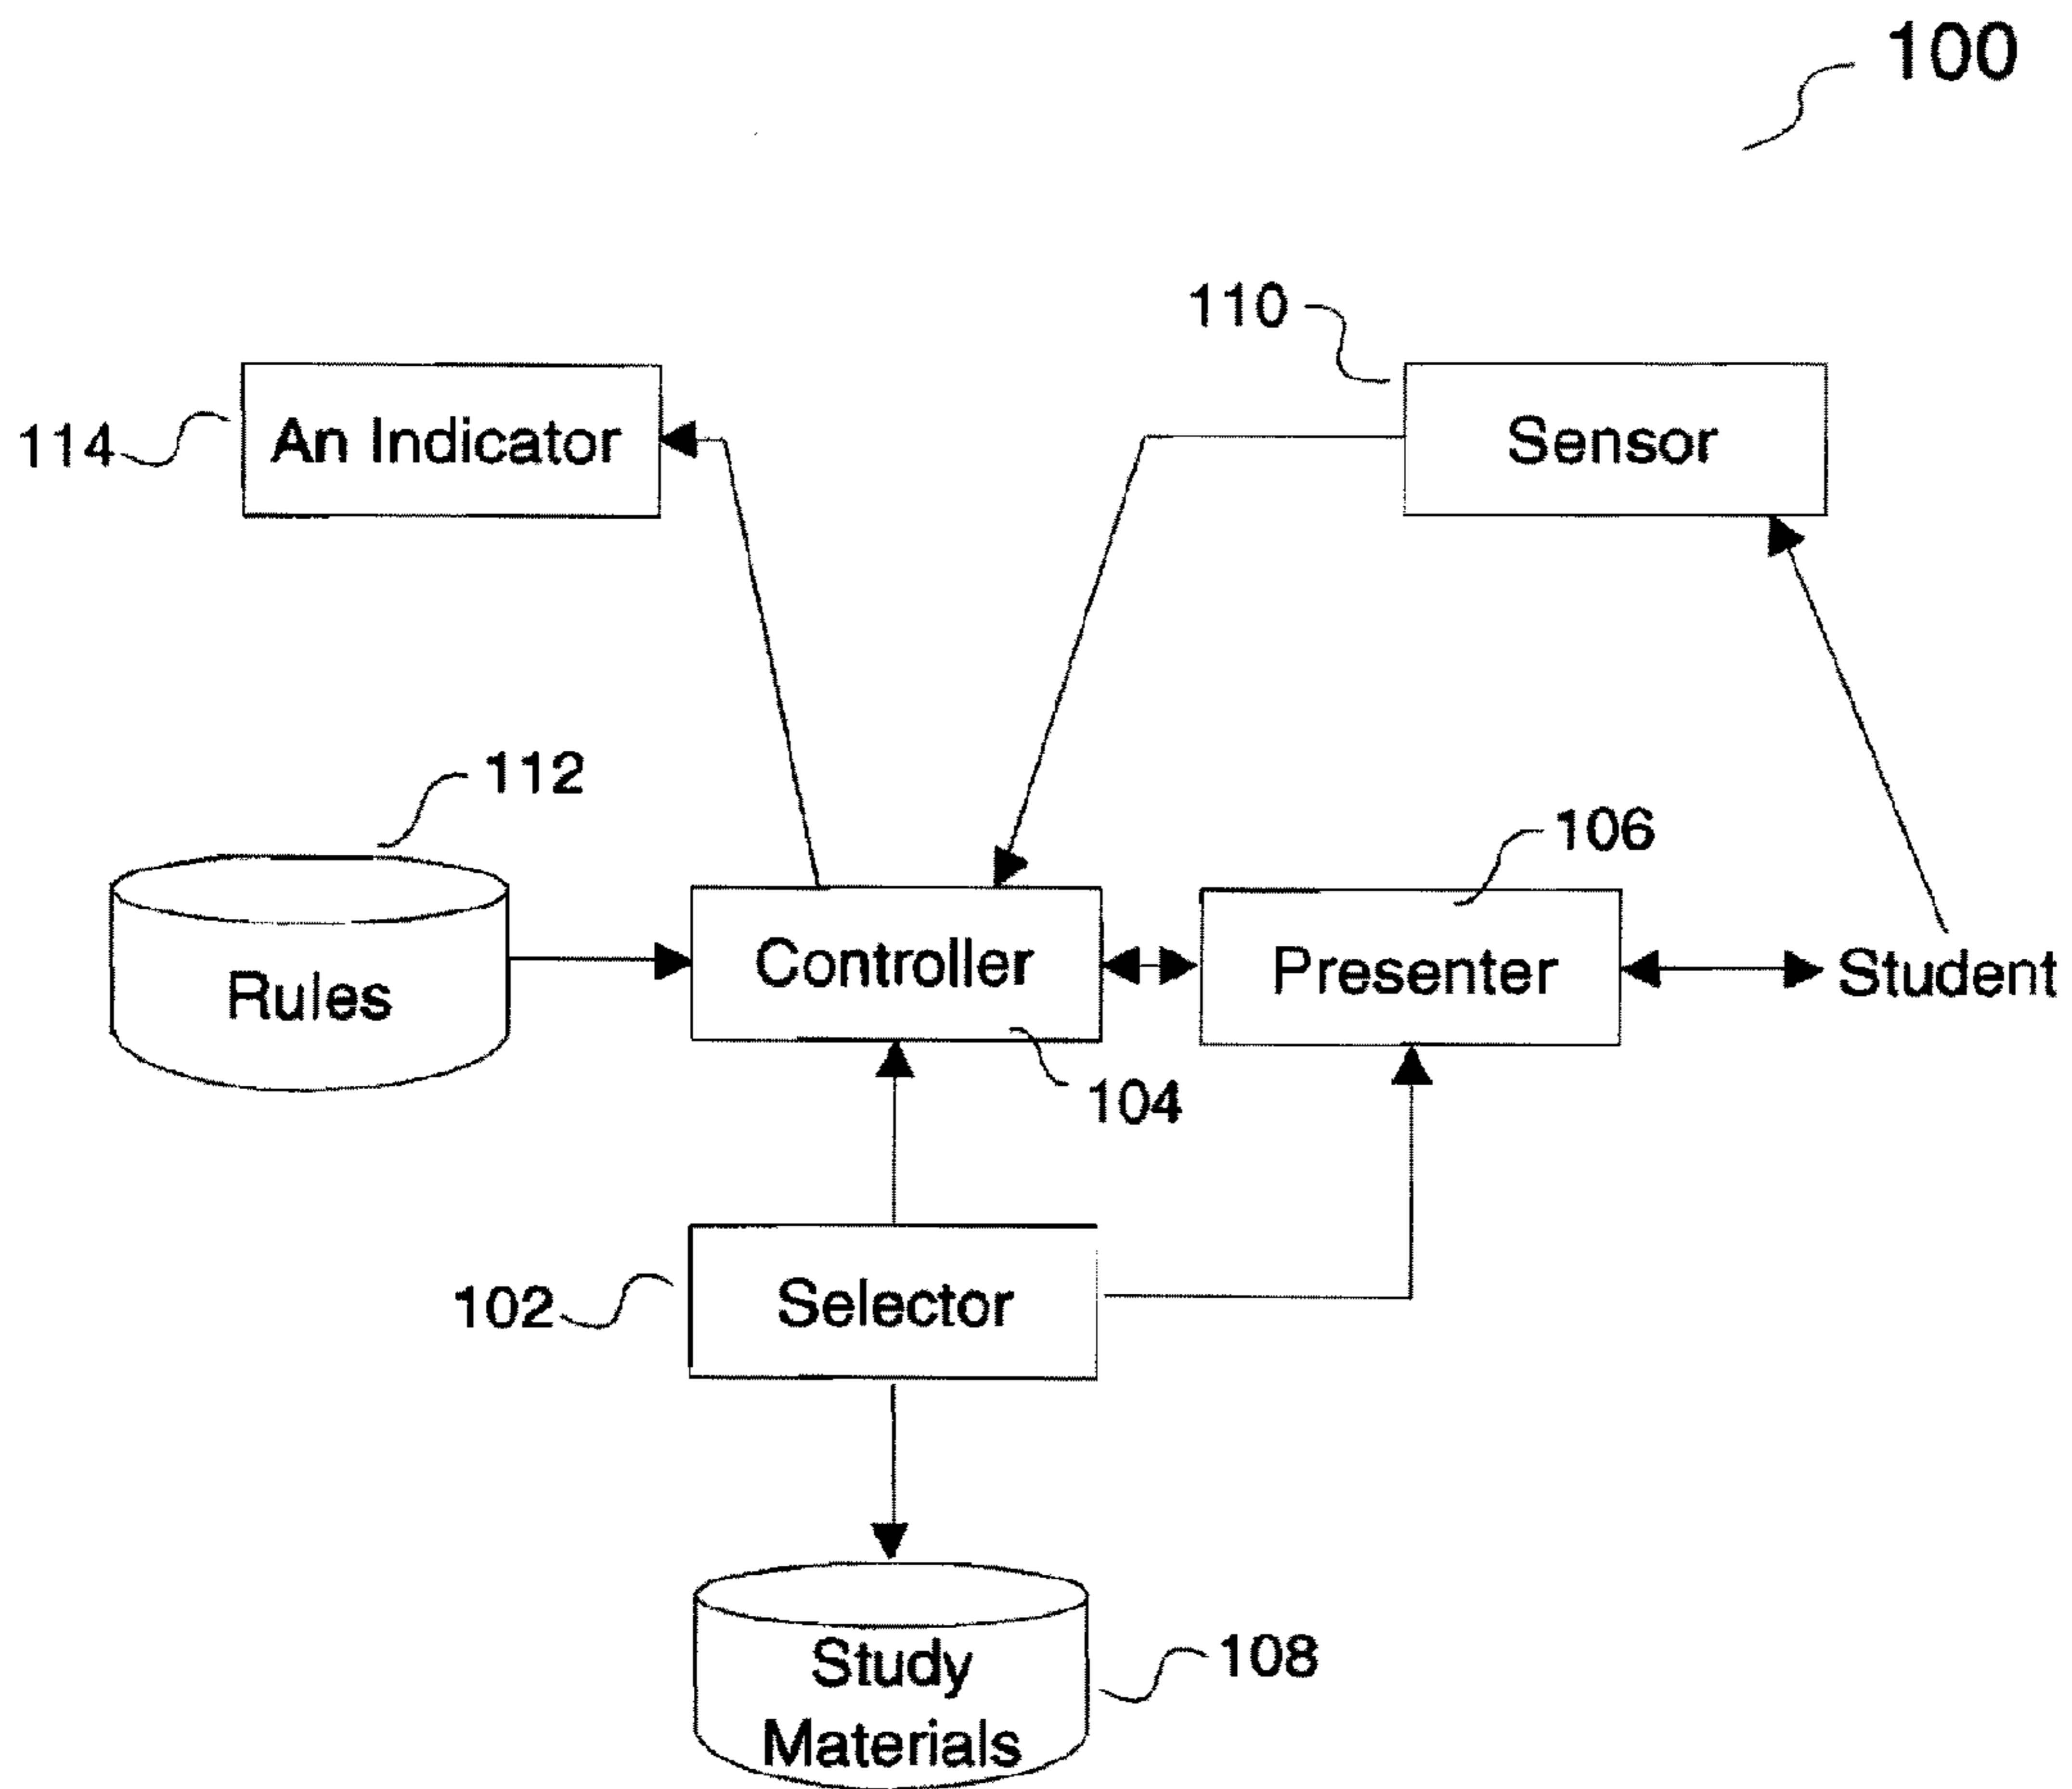 100
110
An Indicator
Sensor
114
112
106
Controller
Presenter
Student
Rules
104
Selector
102
Study
Materials
108